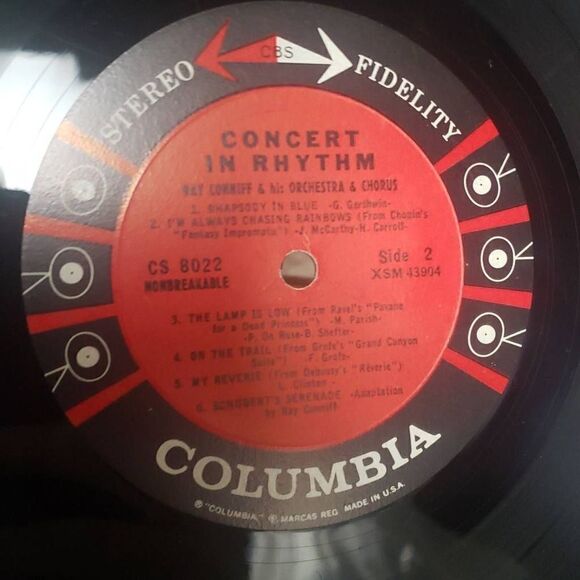 STEREO CBS FIDELITY
CONCERT
IN RHYTHM
RAY CONNIFF & his ORCHESTRA & CHORUS
1. RHAPSODY IN BLUE -G. Gershwin-
2. I'M ALWAYS CHASING RAINBOWS (From Chopin's
"Fantasy Impromptu") -J. McCarthy-H. Carroll-
CS 8022
NONBREAKABLE
Side 2
XSM 43904
3. THE LAMP IS LOW (From Ravel's "Pavane
for a Dead Princess") -M. Parish-
-P. De Rose-B. Shefter-
4. ON THE TRAIL (From Grofe's "Grand Canyon
Suite") -F. Grofe-
5. MY REVERIE (From Debussy's "Rêverie")
L. Clinton-
6. SCHUBERT'S SERENADE -Adaptation
by Ray Conniff-
COLUMBIA
® "COLUMBIA," MARCAS REG. MADE IN U.S.A.